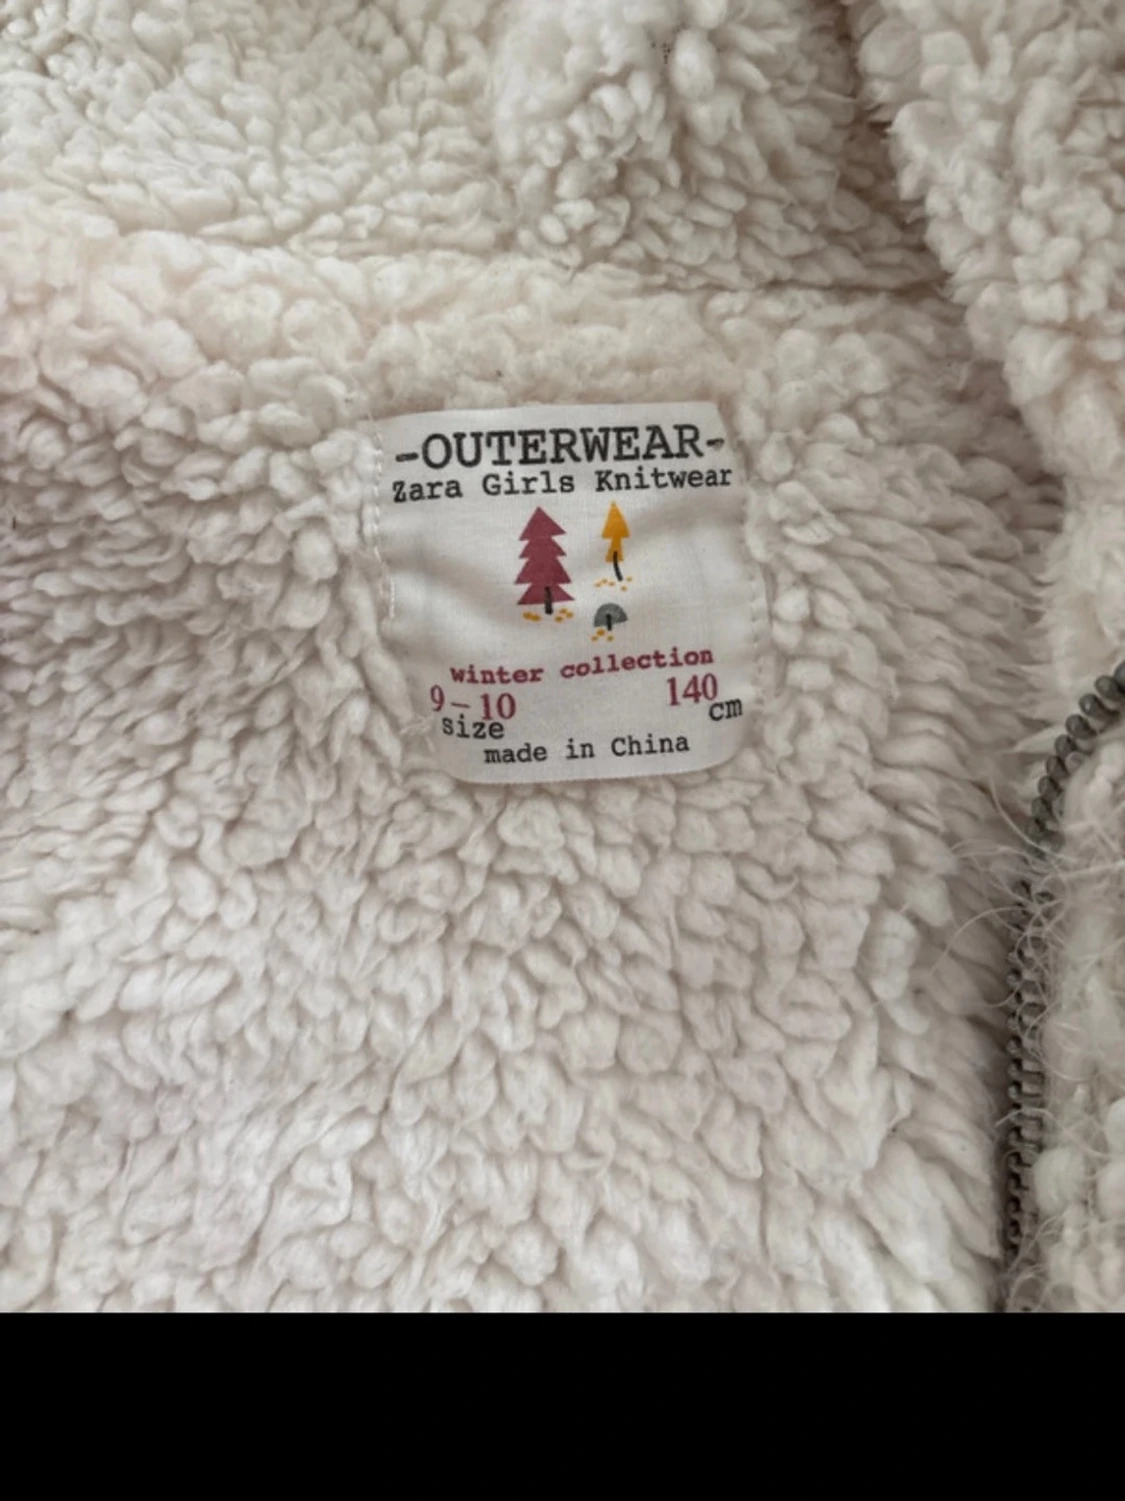 -OUTERWEAR-
Zara Girls Knitwear
winter collection
9-10 140
size cm
made in China